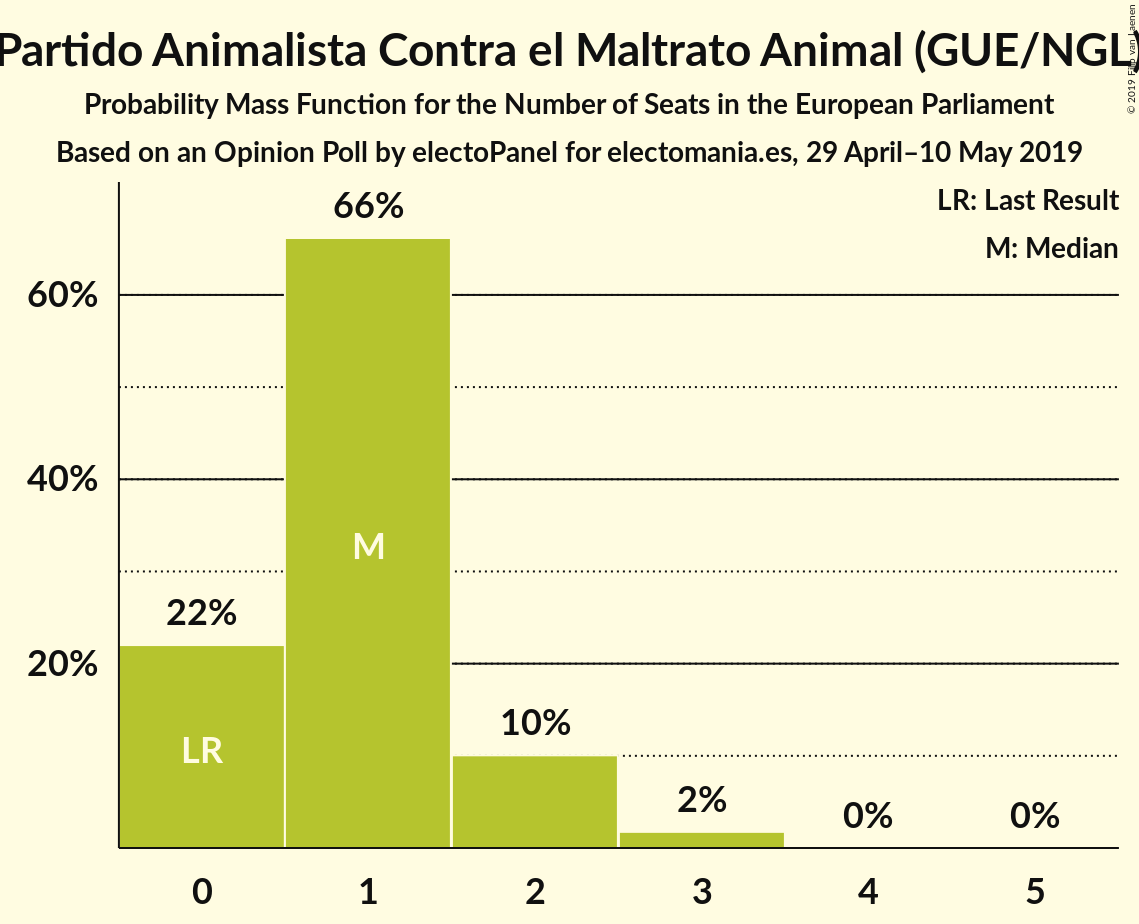 Partido Animalista Contra el Maltrato Animal (GUE/NGL)
© 2019 Filip van Laenen
Probability Mass Function for the Number of Seats in the European Parliament
Based on an Opinion Poll by electoPanel for electomania.es, 29 April–10 May 2019
LR: Last Result
M: Median
66%
60%
40%
M
22%
20%
LR
10%
2%
0%
0%
0 1 2 3 4 5